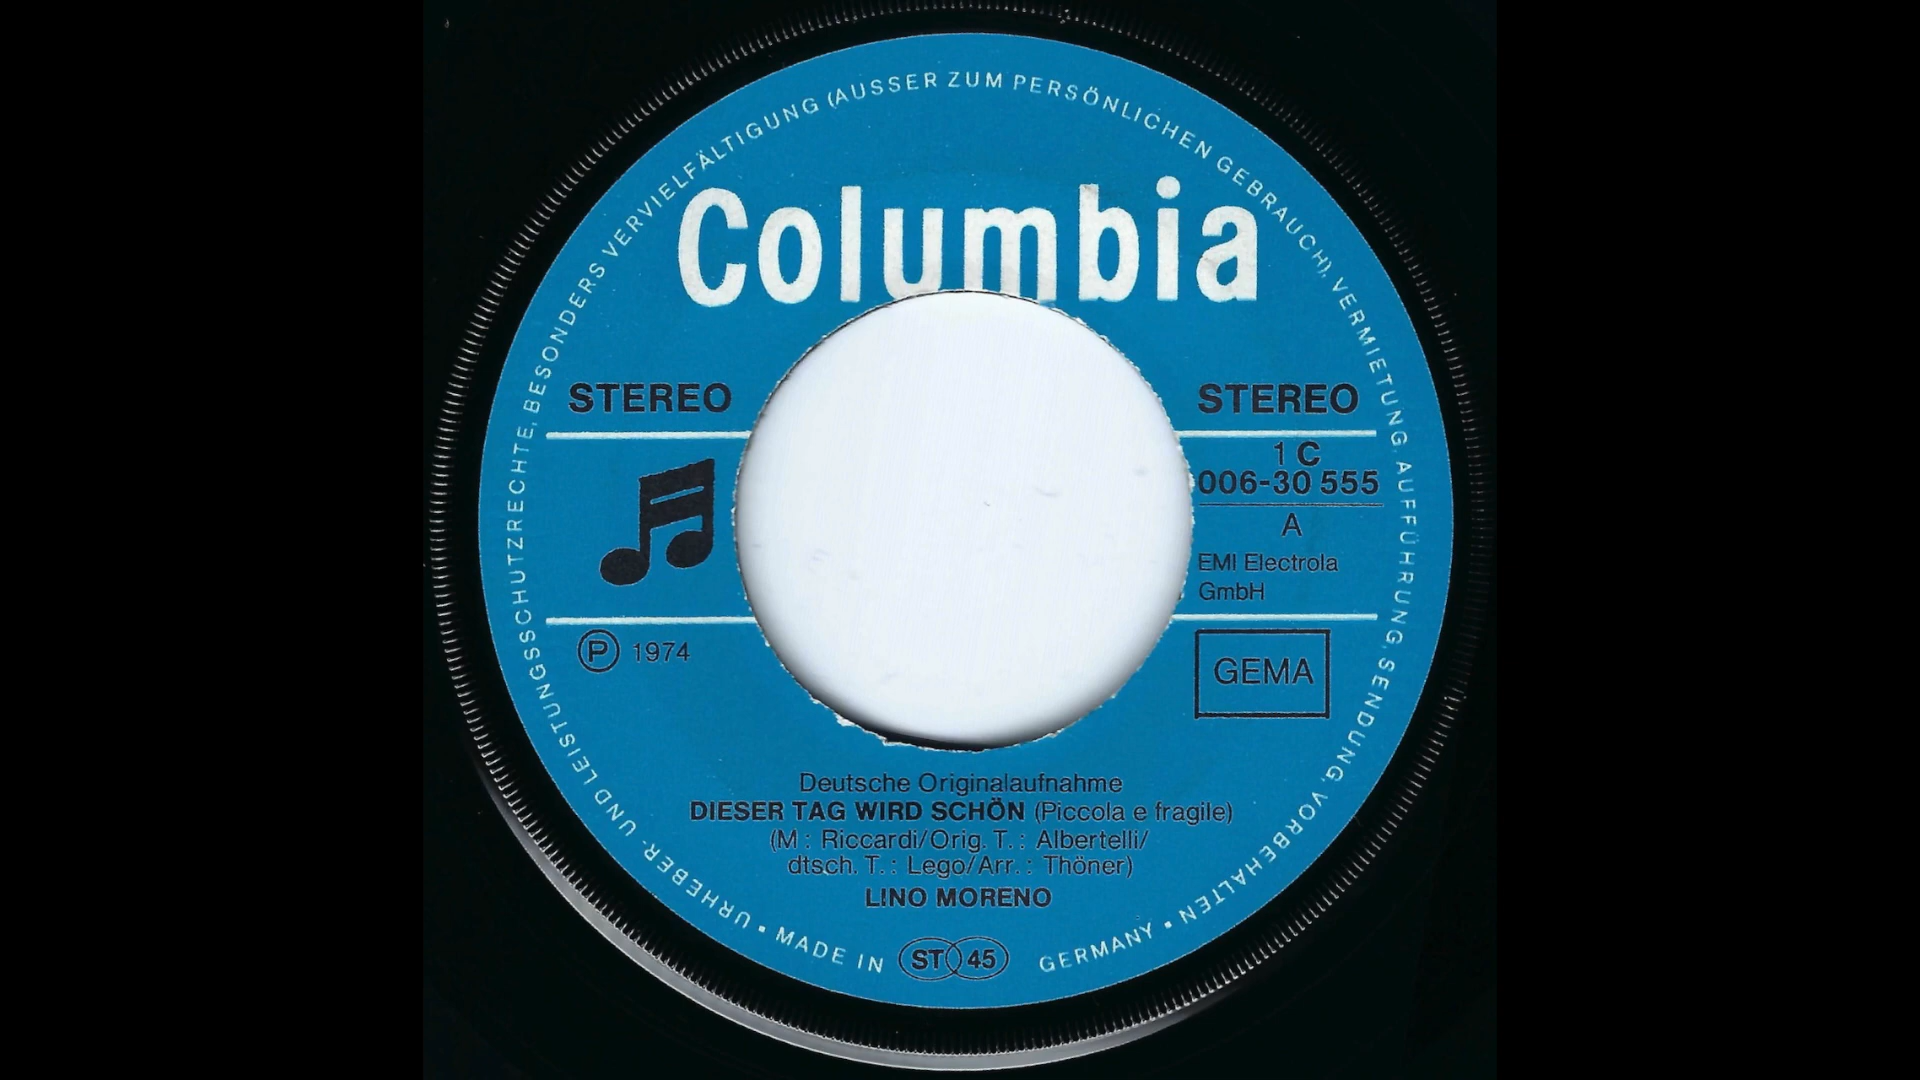 URHEBER- UND LEISTUNGSSCHUTZRECHTE, BESONDERS VERVIELFÄLTIGUNG (AUSSER ZUM PERSÖNLICHEN GEBRAUCH), VERMIETUNG, AUFFÜHRUNG, SENDUNG, VORBEHALTEN
Columbia
STEREO
STEREO
1 C
006-30 555
A
EMI Electrola
GmbH
P 1974
GEMA
Deutsche Originalaufnahme
DIESER TAG WIRD SCHÖN (Piccola e fragile)
(M : Riccardi/Orig. T. : Albertelli/
dtsch. T. : Lego/Arr. : Thöner)
LINO MORENO
• MADE IN ST 45 GERMANY •